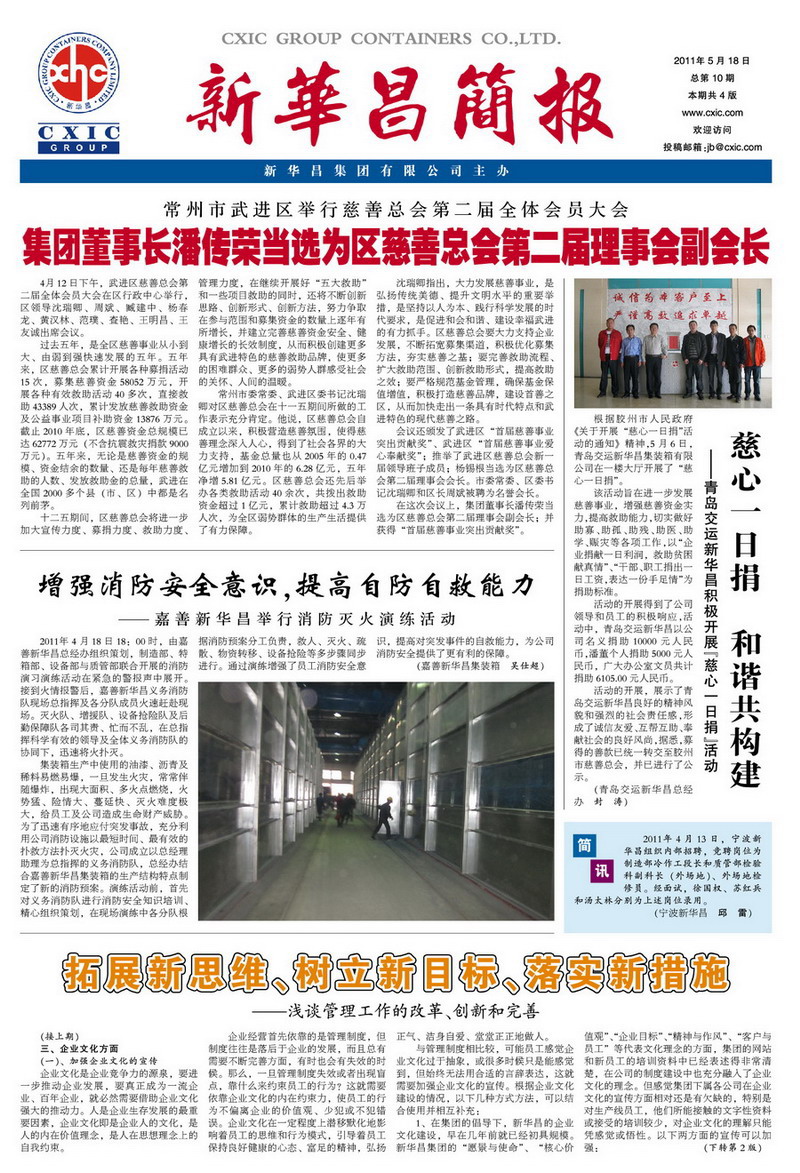 CXIC GROUP CONTAINERS CO.,LTD.
CXIC GROUP CONTAINERS COMPANY LIMITED
xhc
CXIC
GROUP
新華昌簡报
2011年5月18日
总第10期
本期共4版
www.cxic.com
欢迎访问
投稿邮箱:jb@cxic.com
新华昌集团有限公司主办
常州市武进区举行慈善总会第二届全体会员大会
集团董事长潘传荣当选为区慈善总会第二届理事会副会长
4月12日下午，武进区慈善总会第
二届全体会员大会在区行政中心举行，
区领导沈瑞卿、周斌、臧建中、杨春
龙、黄汉林、范璞、查艳、王明昌、王
友诚出席会议。
过去五年，是全区慈善事业从小到
大、由弱到强快速发展的五年。五年
来，区慈善总会累计开展各种募捐活动
15次，募集慈善资金58052万元，开
展各种有效救助活动40多次，直接救
助43389人次，累计发放慈善救助资金
及公益事业项目补助资金13876万元。
截止2010年底，区慈善资金总规模已
达62772万元（不含抗震救灾捐款9000
万元）。五年来，无论是慈善资金的规
模、资金结余的数量、还是每年慈善救
助的人数、发放救助金的总量，武进在
全国2000多个县（市、区）中都是名
列前茅。
十二五期间，区慈善总会将进一步
加大宣传力度、募捐力度、救助力度、
管理力度，在继续开展好“五大救助”
和一些项目救助的同时，还将不断创新
思路、创新形式、创新方法，努力争取
在参与范围和募集资金的数量上逐年有
所增长，并建立完善慈善资金安全、健
康增长的长效制度，从而积极创建更多
具有武进特色的慈善救助品牌，使更多
的困难群众、更多的弱势人群感受社会
的关怀、人间的温暖。
常州市委常委、武进区委书记沈瑞
卿对区慈善总会在十一五期间所做的工
作表示充分肯定。他说，区慈善总会自
成立以来，积极营造慈善氛围，使得慈
善理念深入人心，得到了社会各界的大
力支持，基金总量也从2005年的0.47
亿元增加到2010年的6.28亿元，五年
净增5.81亿元。区慈善总会还先后举
办各类救助活动40余次，共拨出救助
资金超过1亿元，累计救助超过4.3万
人次，为全区弱势群体的生产生活提供
了有力保障。
沈瑞卿指出，大力发展慈善事业，是
弘扬传统美德、提升文明水平的重要举
措，是坚持以人为本、践行科学发展的时
代要求，是促进和会和谐、建设幸福武进
的有力抓手。区慈善总会要大力支持企业
发展，不断拓宽募集渠道，积极优化募集
方法，夯实慈善之基；要完善救助流程、
扩大救助范围、创新救助形式，提高救助
之效；要严格规范基金管理，确保基金保
值增值，积极打造慈善品牌，建设首善之
区，从而加快走出一条具有时代特点和武
进特色的现代慈善之路。
会议还颁发了武进区“首届慈善事业
突出贡献奖”、武进区“首届慈善事业爱
心奉献奖”；推举了武进区慈善总会新一
届领导班子成员；杨锡根当选为区慈善总
会第二届理事会会长。市委常委、区委书
记沈瑞卿和区长周斌被聘为名誉会长。
在这次会议上，集团董事长潘传荣当
选为区慈善总会第二届理事会副会长；并
获得“首届慈善事业突出贡献奖”。
诚信为本客户至上
严谨高效追求卓越
根据胶州市人民政府
《关于开展“慈心一日捐”活
动的通知》精神，5月6日，
青岛交运新华昌集装箱有限
公司在一楼大厅开展了“慈
心一日捐”。
该活动旨在进一步发展
慈善事业，增强慈善资金实
力，提高救助能力，切实做好
助寡、助孤、助残、助医、助
学、赈灾等各项工作，以“企
业捐献一日利润，救助贫困
献真情”、“干部、职工捐出一
日工资，表达一份手足情”为
捐助标准。
活动的开展得到了公司
领导和员工的积极响应，活
动中，青岛交运新华昌以公
司名义捐助10000元人民
币，潘董个人捐助5000元人
民币，广大办公室文员共计
捐助6105.00元人民币。
活动的开展，展示了青
岛交运新华昌良好的精神风
貌和强烈的社会责任感，形
成了诚信友爱、互帮互助、奉
献社会的良好风尚，据悉，募
得的善款已统一转交至胶州
市慈善总会，并已进行了公
示。
（青岛交运新华昌总经
办 封 涛）
慈心一日捐 和谐共构建
——青岛交运新华昌积极开展『慈心一日捐』活动
增强消防安全意识，提高自防自救能力
——嘉善新华昌举行消防灭火演练活动
2011年4月18日18：00时，由嘉
善新华昌总经办组织策划，制造部、特
箱部、设备部与质管部联合开展的消防
演习演练活动在紧急的警报声中展开。
接到火情报警后，嘉善新华昌义务消防
队现场总指挥及各分队成员火速赶赴现
场。灭火队、增援队、设备抢险队及后
勤保障队各司其责、忙而不乱，在总指
挥科学有效的领导及全体义务消防队的
协同下，迅速将火扑灭。
集装箱生产中使用的油漆、沥青及
稀料易燃易爆，一旦发生火灾，常常伴
随爆炸，出现大面积、多火点燃烧，火
势猛、险情大、蔓延快、灭火难度极
大，给员工及公司造成生命财产威胁。
为了迅速有序地应付突发事故，充分利
用公司消防设施以最短时间、最有效的
扑救方法扑灭火灾，公司成立以总经理
助理为总指挥的义务消防队，总经办结
合嘉善新华昌集装箱的生产结构特点制
定了新的消防预案。演练活动前，首先
对义务消防队进行消防安全知识培训、
精心组织策划，在现场演练中各分队根
据消防预案分工负责，救人、灭火、疏
散、物资转移、设备抢险等多步骤同步
进行。通过演练增强了员工消防安全意
识，提高对突发事件的自救能力，为公司
消防安全提供了更有利的保障。
（嘉善新华昌集装箱 吴仕超）
简
讯
2011年4月13日，宁波新
华昌组织内部招聘，竞聘岗位为
制造部冷作工段长和质管部检验
科副科长（外场地）、外场地检
修员。经面试，徐国权、苏红兵
和汤太林分别为上述岗位录用。
（宁波新华昌 邱 雷）
拓展新思维、树立新目标、落实新措施
——浅谈管理工作的改革、创新和完善
（接上期）
三、企业文化方面
（一）、加强企业文化的宣传
企业文化是企业竞争力的源泉，要进
一步推动企业发展，要真正成为一流企
业、百年企业，就必然需要借助企业文化
强大的推动力。人是企业生存发展的最重
要因素，企业文化即是企业人的文化，是
人的内在价值理念，是人在思想理念上的
自我约束。
企业经营首先依靠的是管理制度，但
制度往往是落后于企业的发展，而且总有
需要不断完善方面，有时也会有失效的时
候。那么，一旦管理制度失效或者出现盲
点，靠什么来约束员工的行为？这就需要
依靠企业文化的内在约束力，使员工的行
为不偏离企业的价值观、少犯或不犯错
误。企业文化在一定程度上潜移默化地影
响着员工的思维和行为模式，引导着员工
保持良好健康的心态、富足的精神，弘扬
正气、洁身自爱、堂堂正正地做人。
与管理制度相比较，可能员工感觉企
业文化过于抽象，或很多时候只是能感觉
到，但始终无法用合适的言辞表达，这就
需要加强企业文化的宣传。根据企业文化
建设的情况，以下几种方式方法，可以结
合使用并相互补充：
1、在集团的倡导下，新华昌的企业
文化建设，早在几年前就已经初具规模。
新华昌集团的“愿景与使命”、“核心价
值观”、“企业目标”、“精神与作风”、“客户与
员工”等代表文化理念的方面，集团的网站
和新员工的培训资料中已经表述得非常清
楚，在公司的制度建设中也充分融入了企业
文化的理念。但感觉集团下属各公司在企业
文化的宣传方面相对还是有欠缺的，特别是
对生产线员工，他们所能接触的文字性资料
或接受的培训较少，对企业文化的理解只能
凭感觉或悟性。以下两方面的宣传可以加
强： （下转第2版）